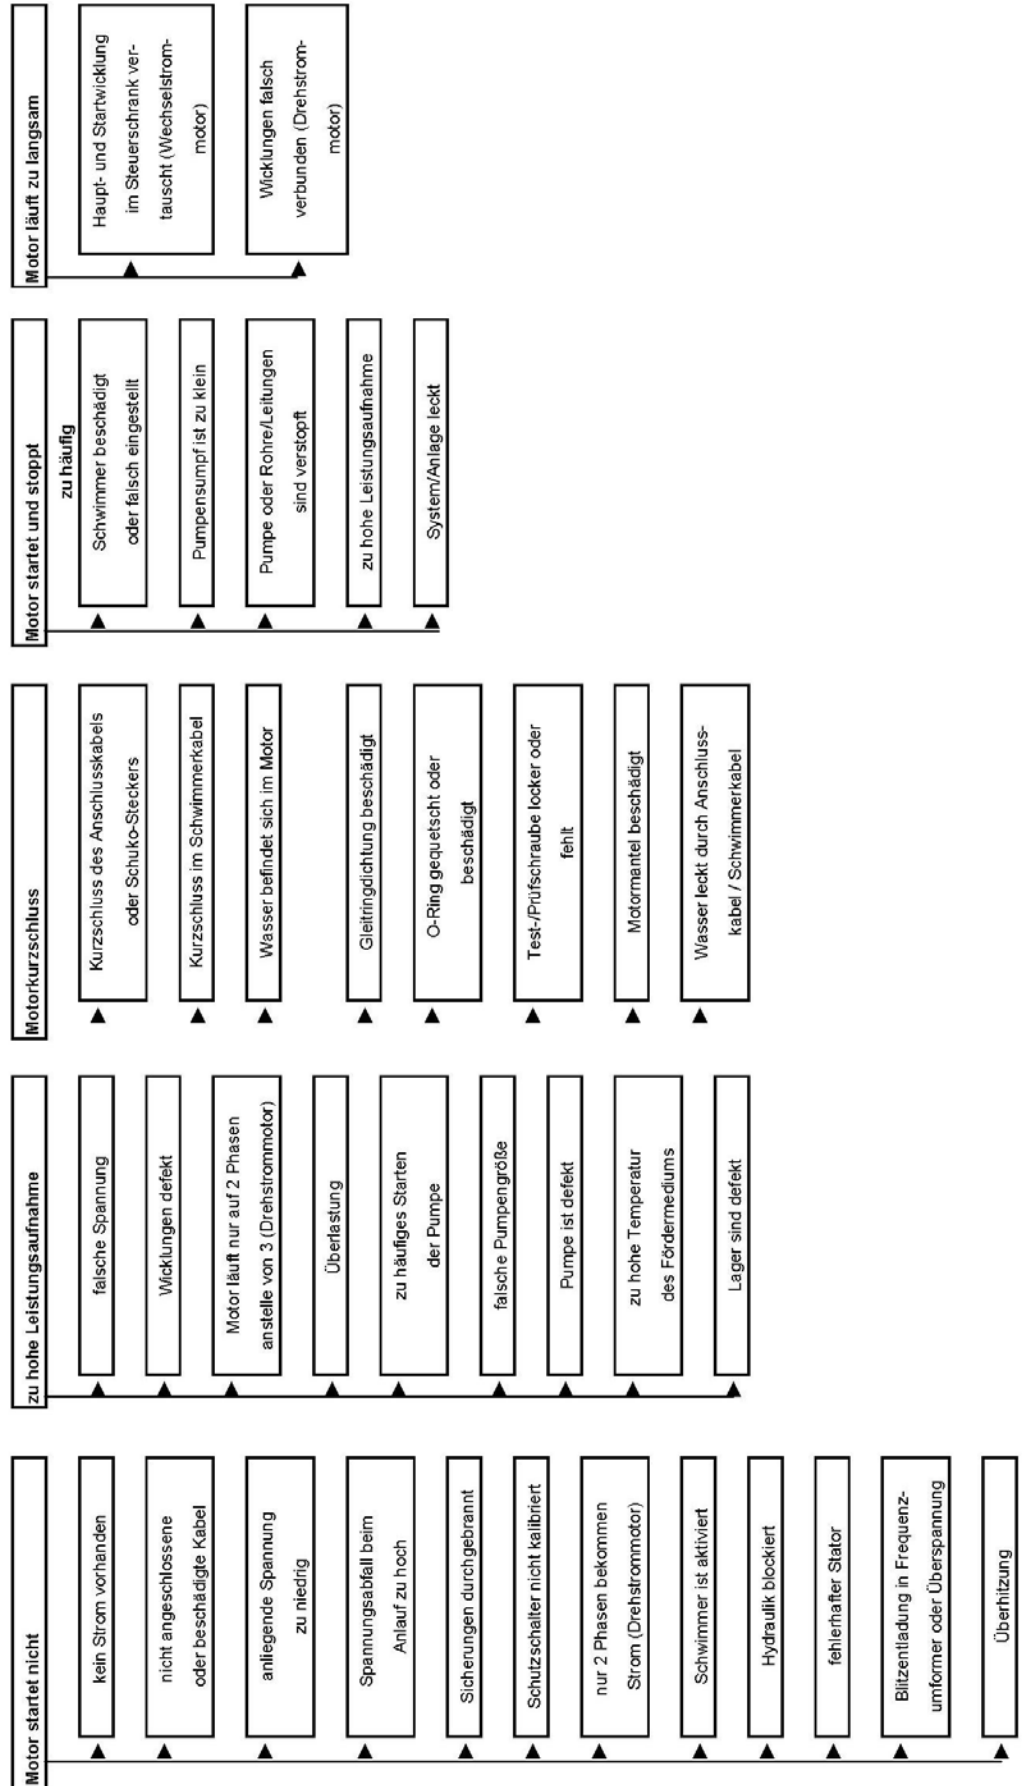 Motor startet nicht
kein Strom vorhanden
nicht angeschlossene
oder beschädigte Kabel
anliegende Spannung
zu niedrig
Spannungsabfall beim
Anlauf zu hoch
Sicherungen durchgebrannt
Schutzschalter nicht kalibriert
nur 2 Phasen bekommen
Strom (Drehstrommotor)
Schwimmer ist aktiviert
Hydraulik blockiert
fehlerhafter Stator
Blitzentladung in Frequenz-
umformer oder Überspannung
Überhitzung
zu hohe Leistungsaufnahme
falsche Spannung
Wicklungen defekt
Motor läuft nur auf 2 Phasen
anstelle von 3 (Drehstrommotor)
Überlastung
zu häufiges Starten
der Pumpe
falsche Pumpengröße
Pumpe ist defekt
zu hohe Temperatur
des Fördermediums
Lager sind defekt
Motorkurzschluss
Kurzschluss des Anschlusskabels
oder Schuko-Steckers
Kurzschluss im Schwimmerkabel
Wasser befindet sich im Motor
Gleitringdichtung beschädigt
O-Ring gequetscht oder
beschädigt
Test-/Prüfschraube locker oder
fehlt
Motormantel beschädigt
Wasser leckt durch Anschluss-
kabel / Schwimmerkabel
Motor startet und stoppt
zu häufig
Schwimmer beschädigt
oder falsch eingestellt
Pumpensumpf ist zu klein
Pumpe oder Rohre/Leitungen
sind verstopft
zu hohe Leistungsaufnahme
System/Anlage leckt
Motor läuft zu langsam
Haupt- und Startwicklung
im Steuerschrank ver-
tauscht (Wechselstrom-
motor)
Wicklungen falsch
verbunden (Drehstrom-
motor)